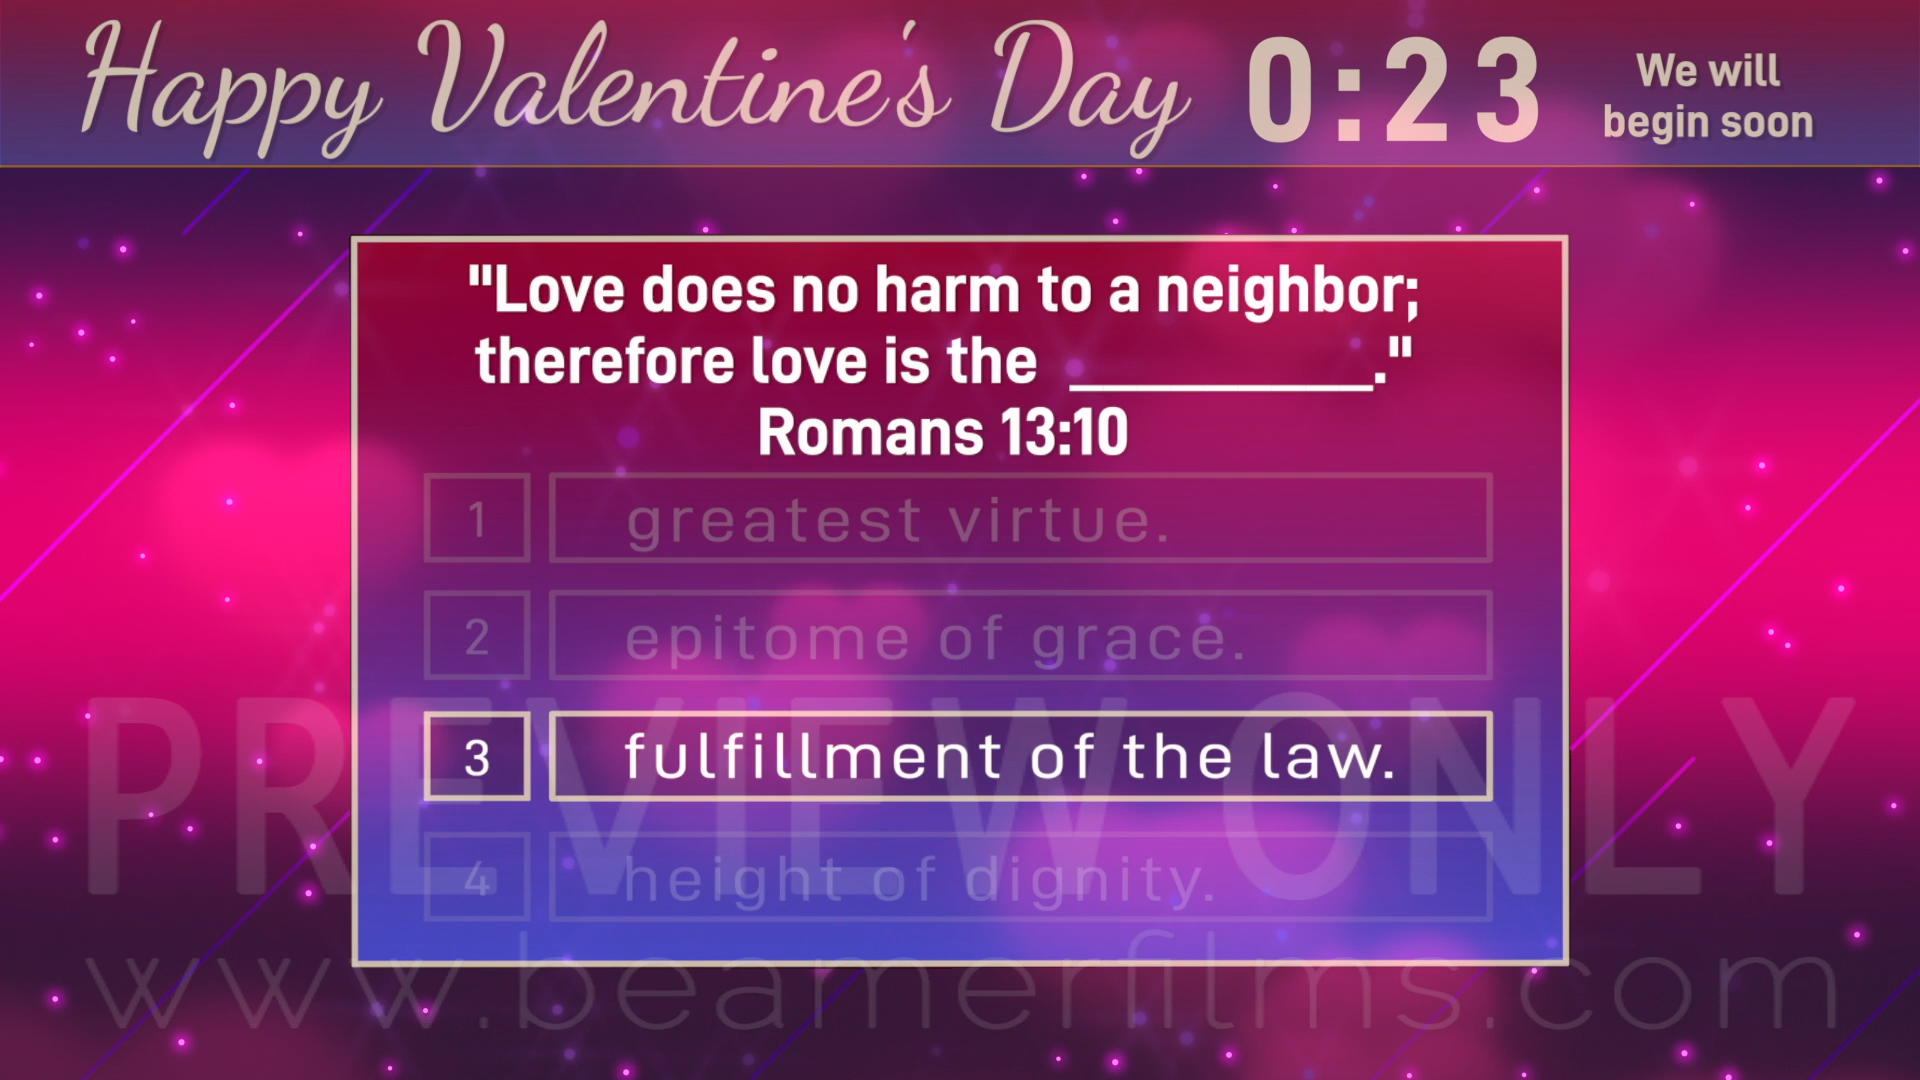 Happy Valentine's Day
0:23
We will
begin soon
"Love does no harm to a neighbor;
therefore love is the __________."
Romans 13:10
1 greatest virtue.
2 epitome of grace.
3 fulfillment of the law.
4 height of dignity.
PREVIEW ONLY
www.beamerfilms.com